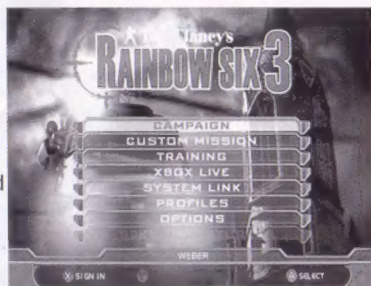 Tom Clancy's
RAINBOW SIX 3
CAMPAIGN
CUSTOM MISSION
TRAINING
XBOX LIVE
SYSTEM LINK
PROFILES
OPTIONS
WEBER
X SIGN IN
A SELECT